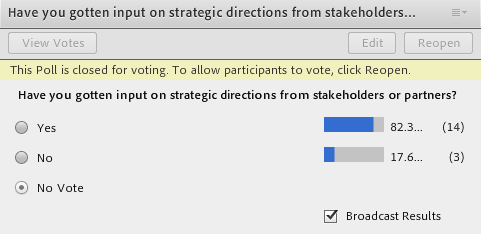 Have you gotten input on strategic directions from stakeholders...
View Votes Edit Reopen
This Poll is closed for voting. To allow participants to vote, click Reopen.
Have you gotten input on strategic directions from stakeholders or partners?
Yes 82.3... (14)
No 17.6... (3)
No Vote
Broadcast Results